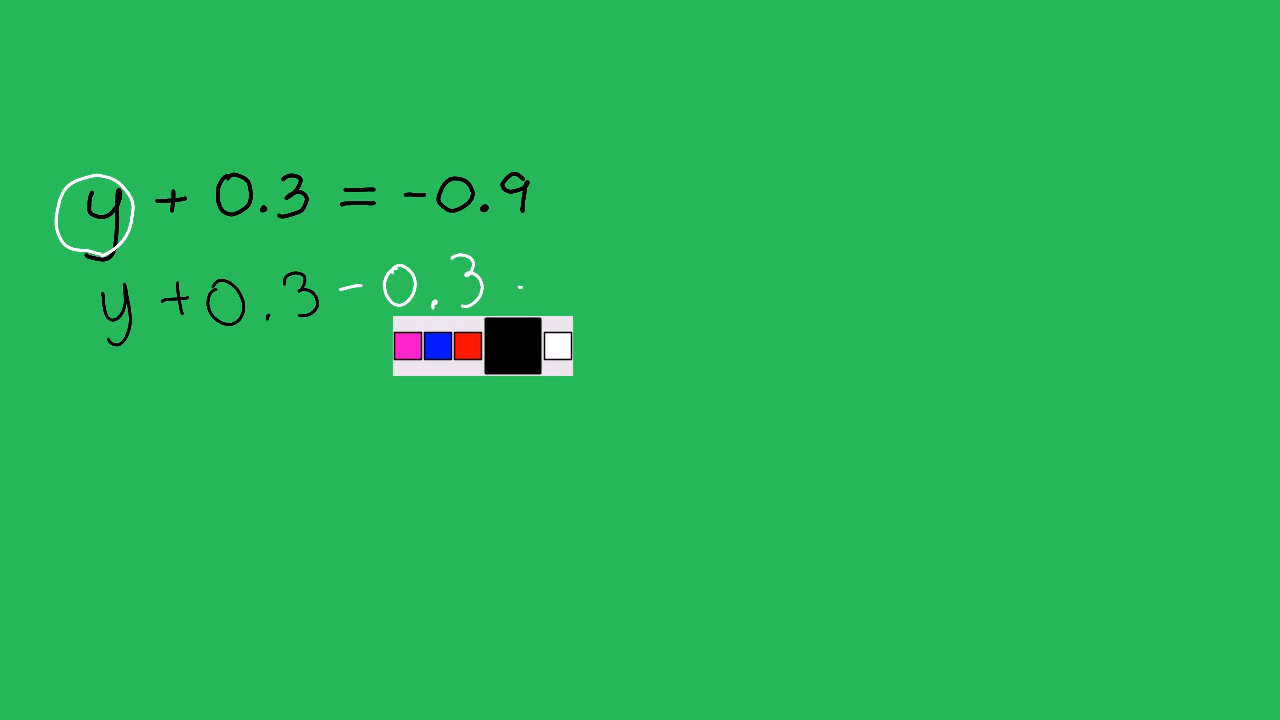 y + 0.3 = -0.9
y + 0.3 - 0.3